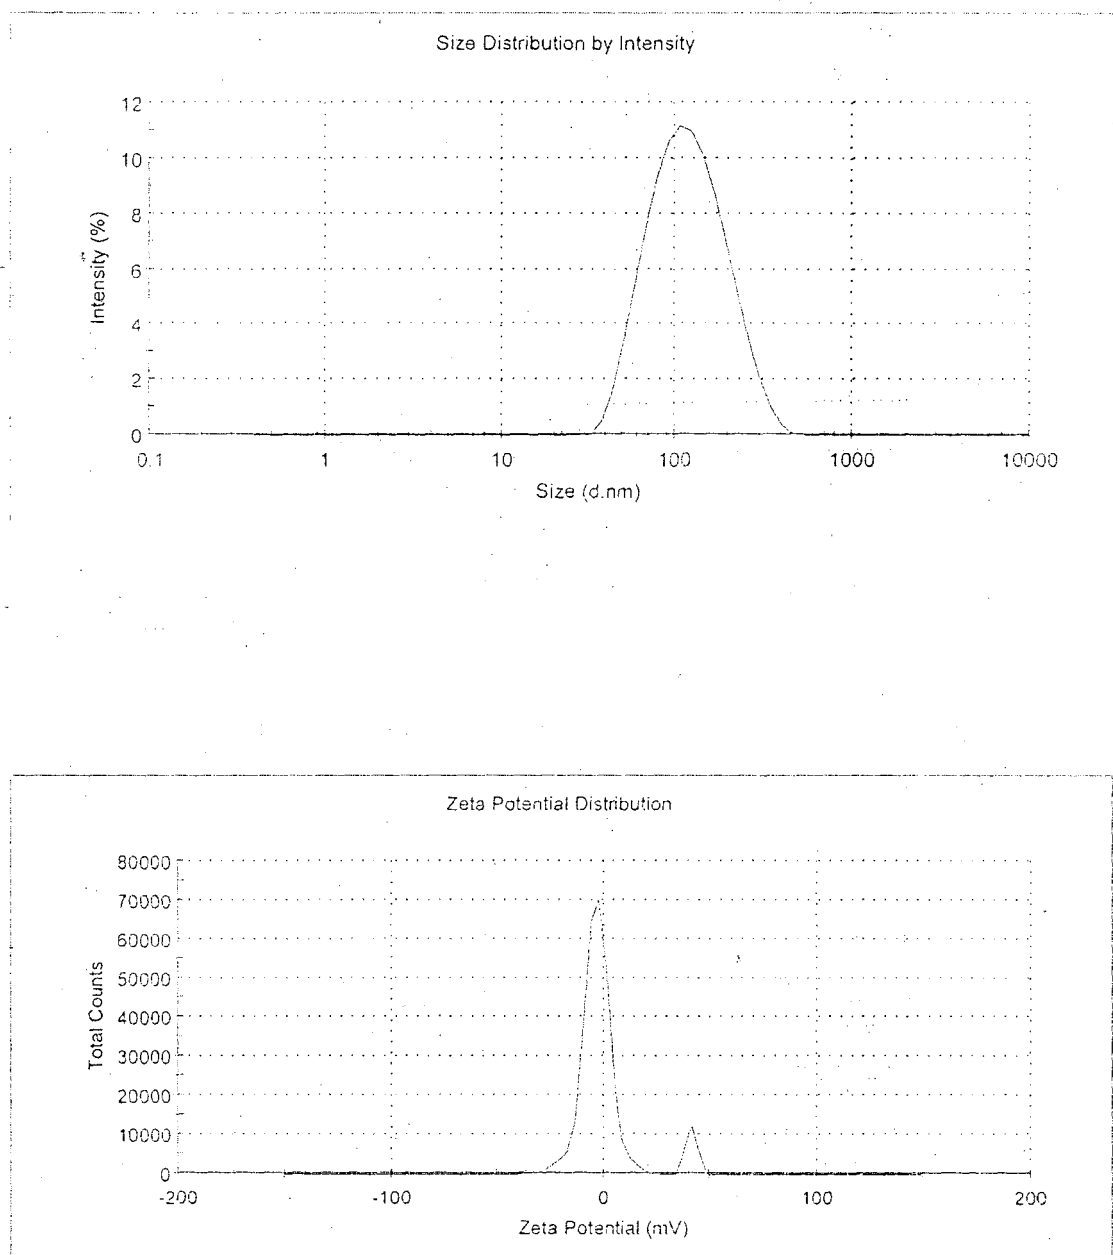 Size Distribution by Intensity
12
10
8
6
4
2
0
Intensity (%)
0.1 1 10 100 1000 10000
Size (d.nm)
Zeta Potential Distribution
80000
70000
60000
50000
40000
30000
20000
10000
0
Total Counts
-200 -100 0 100 200
Zeta Potential (mV)